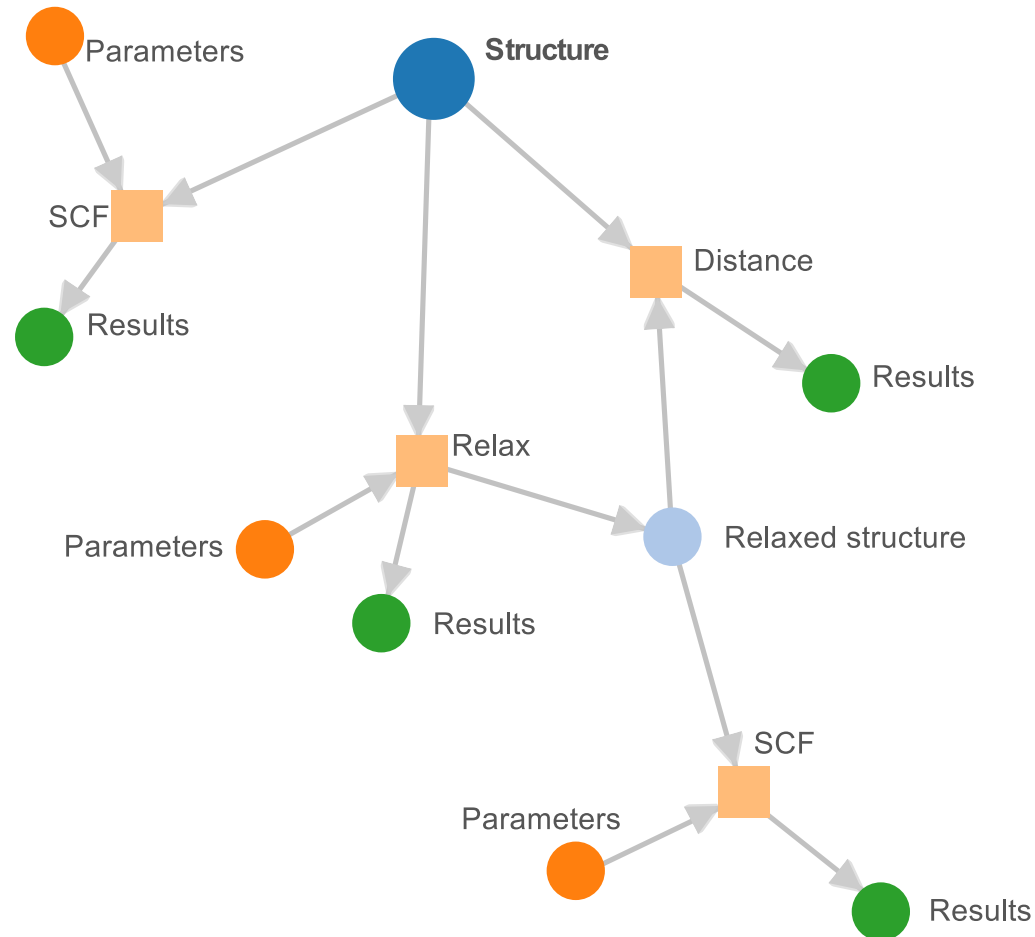 Structure
Parameters
SCF
Distance
Results
Results
Relax
Relaxed structure
Parameters
Results
SCF
Parameters
Results